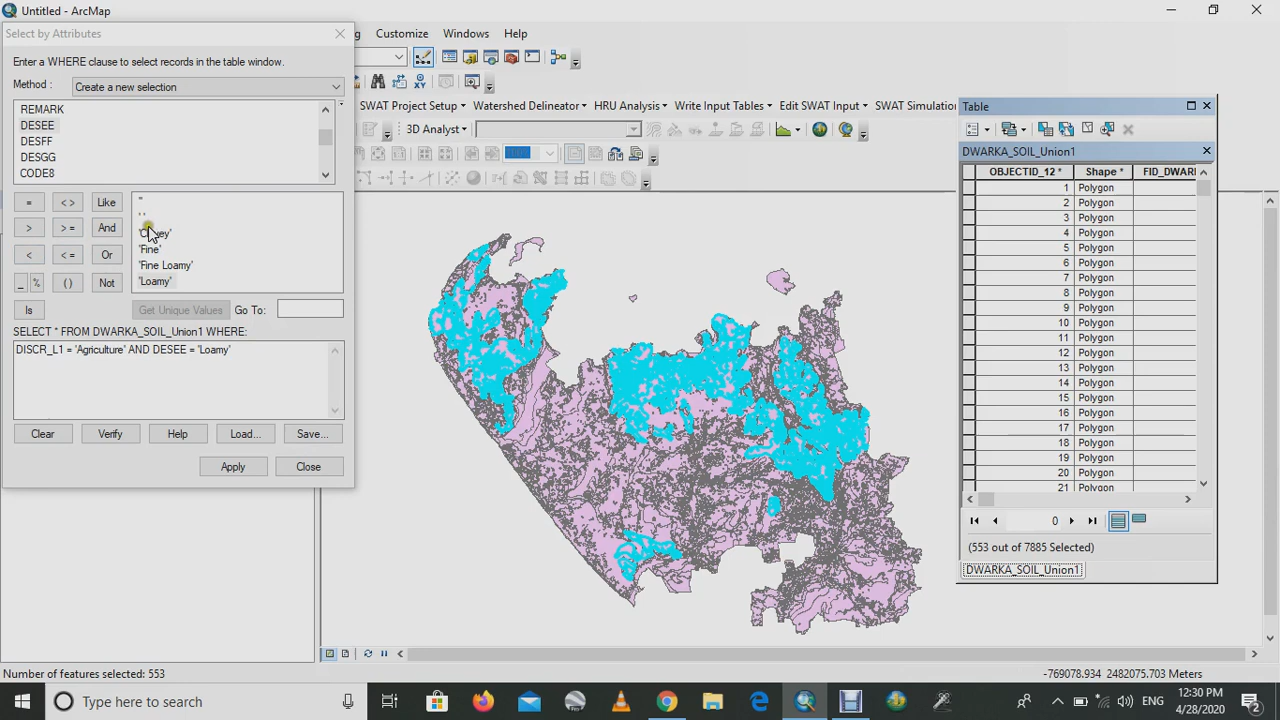 Untitled - ArcMap
Select by Attributes
Customize
Windows
Help
Enter a WHERE clause to select records in the table window.
Method :
Create a new selection
REMARK
DESEE
DESFF
DESGG
CODE8
SWAT Project Setup
Watershed Delineator
HRU Analysis
Write Input Tables
Edit SWAT Input
SWAT Simulation
3D Analyst
=
< >
Like
>
> =
And
<
< =
Or
_
%
( )
Not
Is
''
' '
'Fine'
'Fine Loamy'
'Loamy'
Get Unique Values
Go To:
SELECT * FROM DWARKA_SOIL_Union1 WHERE:
DISCR_L1 = 'Agriculture' AND DESEE = 'Loamy'
Clear
Verify
Help
Load...
Save...
Apply
Close
Table
DWARKA_SOIL_Union1
OBJECTID_12 *
Shape *
FID_DWARI
1 Polygon
2 Polygon
3 Polygon
4 Polygon
5 Polygon
6 Polygon
7 Polygon
8 Polygon
9 Polygon
10 Polygon
11 Polygon
12 Polygon
13 Polygon
14 Polygon
15 Polygon
16 Polygon
17 Polygon
18 Polygon
19 Polygon
20 Polygon
21 Polygon
0
(553 out of 7885 Selected)
DWARKA_SOIL_Union1
Number of features selected: 553
-769078.934 2482075.703 Meters
Type here to search
ENG
12:30 PM
4/28/2020
2